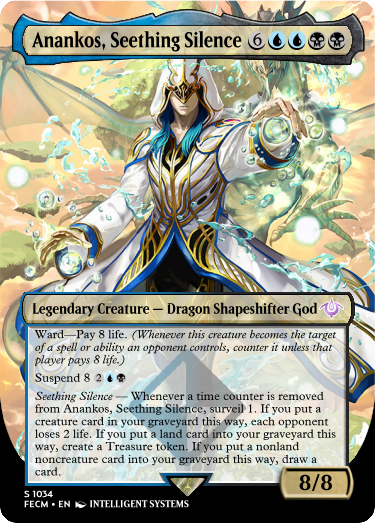 Anankos, Seething Silence 6
Legendary Creature — Dragon Shapeshifter God
Ward—Pay 8 life. (Whenever this creature becomes the target
of a spell or ability an opponent controls, counter it unless that
player pays 8 life.)
Suspend 8 2
Seething Silence — Whenever a time counter is removed
from Anankos, Seething Silence, surveil 1. If you put a
creature card in your graveyard this way, each opponent
loses 2 life. If you put a land card into your graveyard this
way, create a Treasure token. If you put a nonland
noncreature card into your graveyard this way, draw a
card.
8/8
S 1034
FECM • EN INTELLIGENT SYSTEMS